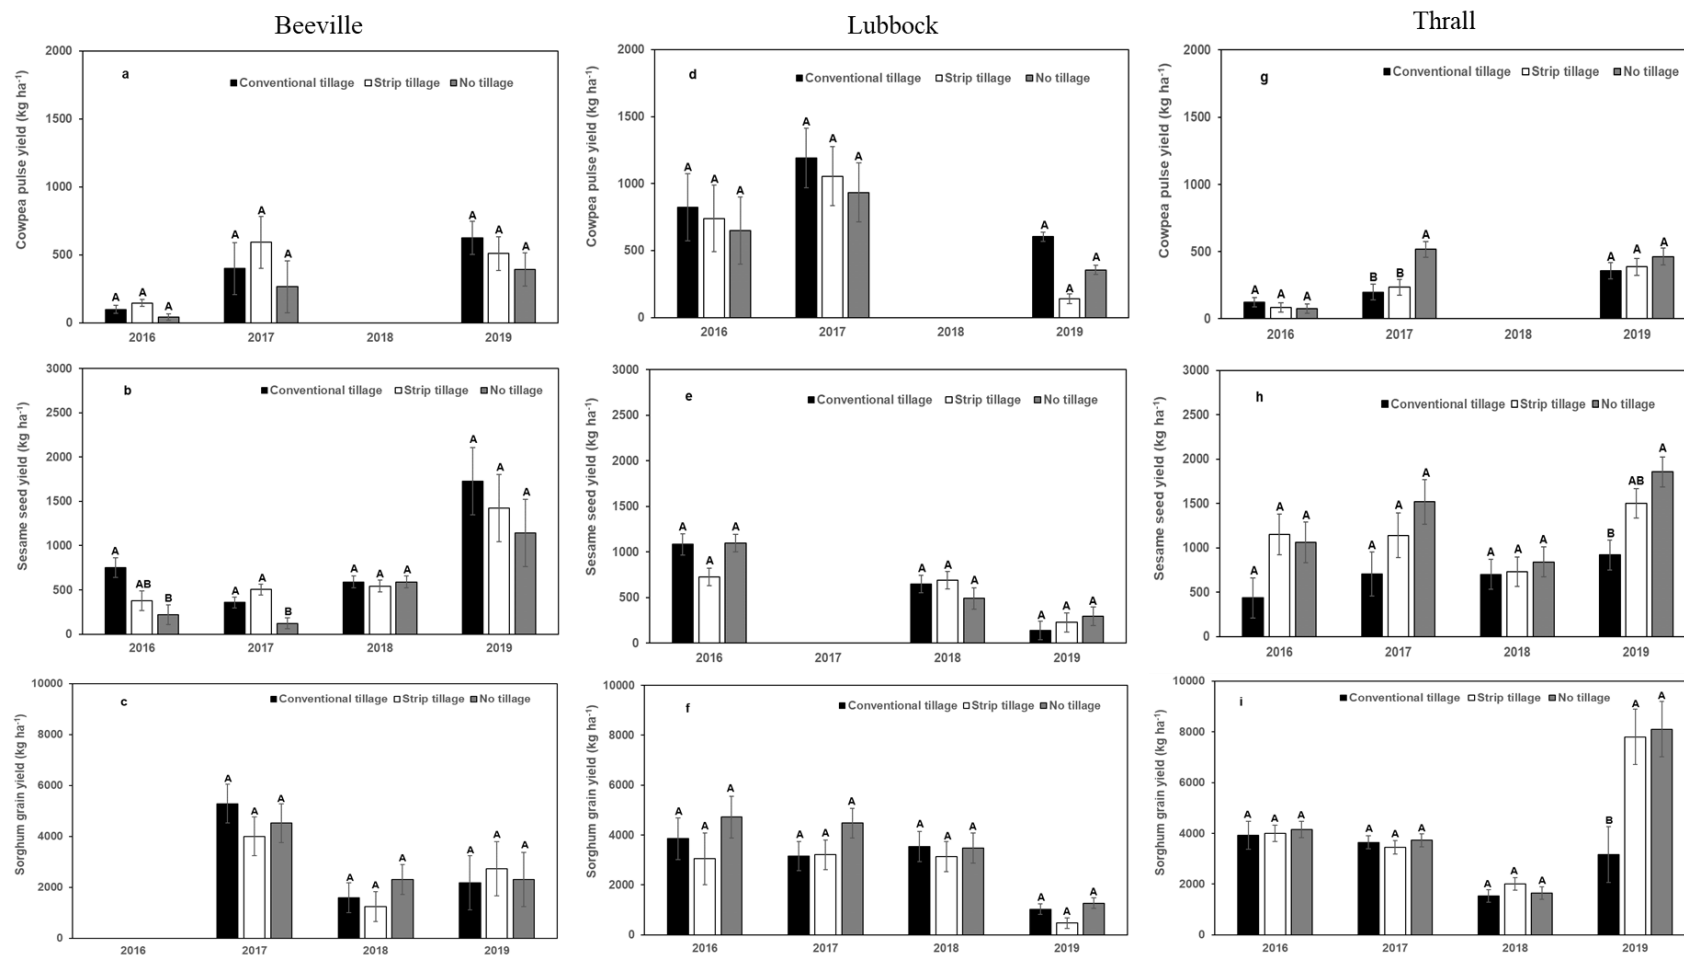 Beeville
Lubbock
Thrall
a
Conventional tillage Strip tillage No tillage
Cowpea pulse yield (kg ha⁻¹)
2000
1500
1000
500
0
A A A
A A A
A A A
2016 2017 2018 2019
d
Conventional tillage Strip tillage No tillage
Cowpea pulse yield (kg ha⁻¹)
2000
1500
1000
500
0
A A A
A A A
A A A
2016 2017 2018 2019
g
Conventional tillage Strip tillage No tillage
Cowpea pulse yield (kg ha⁻¹)
2000
1500
1000
500
0
A A A
B B A
A A A
2016 2017 2018 2019
b
Conventional tillage Strip tillage No tillage
Sesame seed yield (kg ha⁻¹)
3000
2500
2000
1500
1000
500
0
A AB B
A A B
A A A
A A A
2016 2017 2018 2019
e
Conventional tillage Strip tillage No tillage
Sesame seed yield (kg ha⁻¹)
3000
2500
2000
1500
1000
500
0
A A A
A A A
A A A
2016 2017 2018 2019
h
Conventional tillage Strip tillage No tillage
Sesame seed yield (kg ha⁻¹)
3000
2500
2000
1500
1000
500
0
A A A
A A A
A A A
B AB A
2016 2017 2018 2019
c
Conventional tillage Strip tillage No tillage
Sorghum grain yield (kg ha⁻¹)
10000
8000
6000
4000
2000
0
A A A
A A A
A A A
2016 2017 2018 2019
f
Conventional tillage Strip tillage No tillage
Sorghum grain yield (kg ha⁻¹)
10000
8000
6000
4000
2000
0
A A A
A A A
A A A
A A A
2016 2017 2018 2019
i
Conventional tillage Strip tillage No tillage
Sorghum grain yield (kg ha⁻¹)
10000
8000
6000
4000
2000
0
A A A
A A A
A A A
B A A
2016 2017 2018 2019